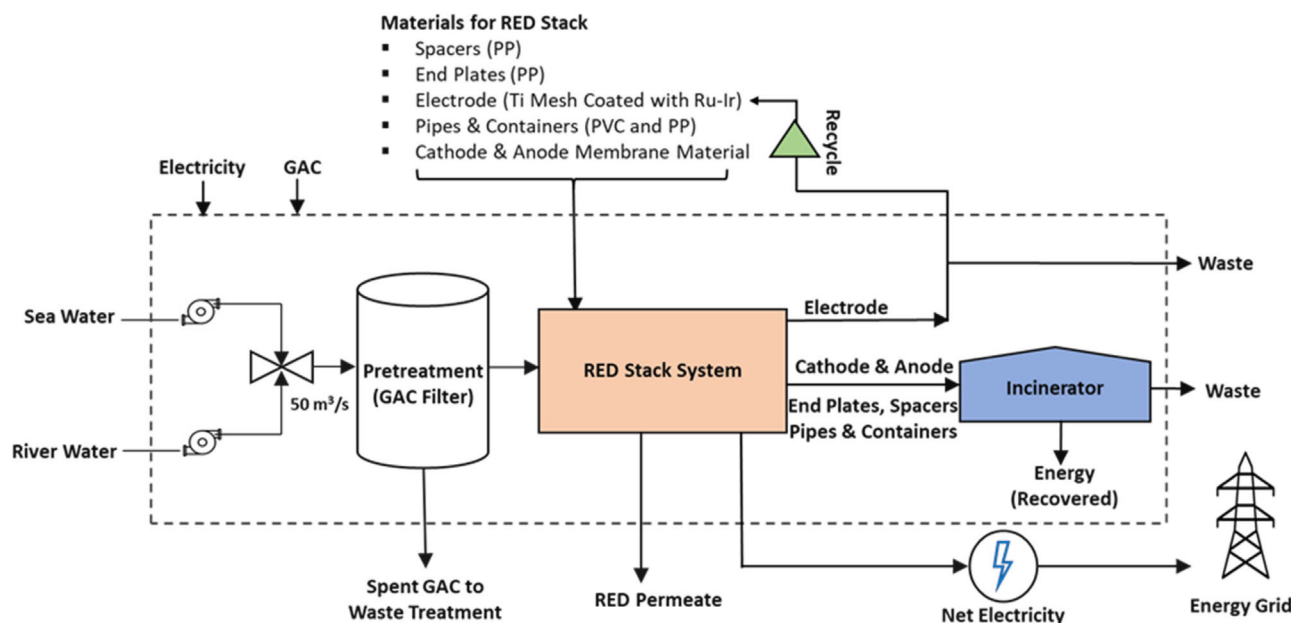 Materials for RED Stack
▪ Spacers (PP)
▪ End Plates (PP)
▪ Electrode (Ti Mesh Coated with Ru-Ir)
▪ Pipes & Containers (PVC and PP)
▪ Cathode & Anode Membrane Material
Recycle
Electricity
GAC
Sea Water
River Water
50 m³/s
Pretreatment
(GAC Filter)
RED Stack System
Electrode
Cathode & Anode
End Plates, Spacers
Pipes & Containers
Incinerator
Waste
Waste
Energy
(Recovered)
Spent GAC to
Waste Treatment
RED Permeate
Net Electricity
Energy Grid